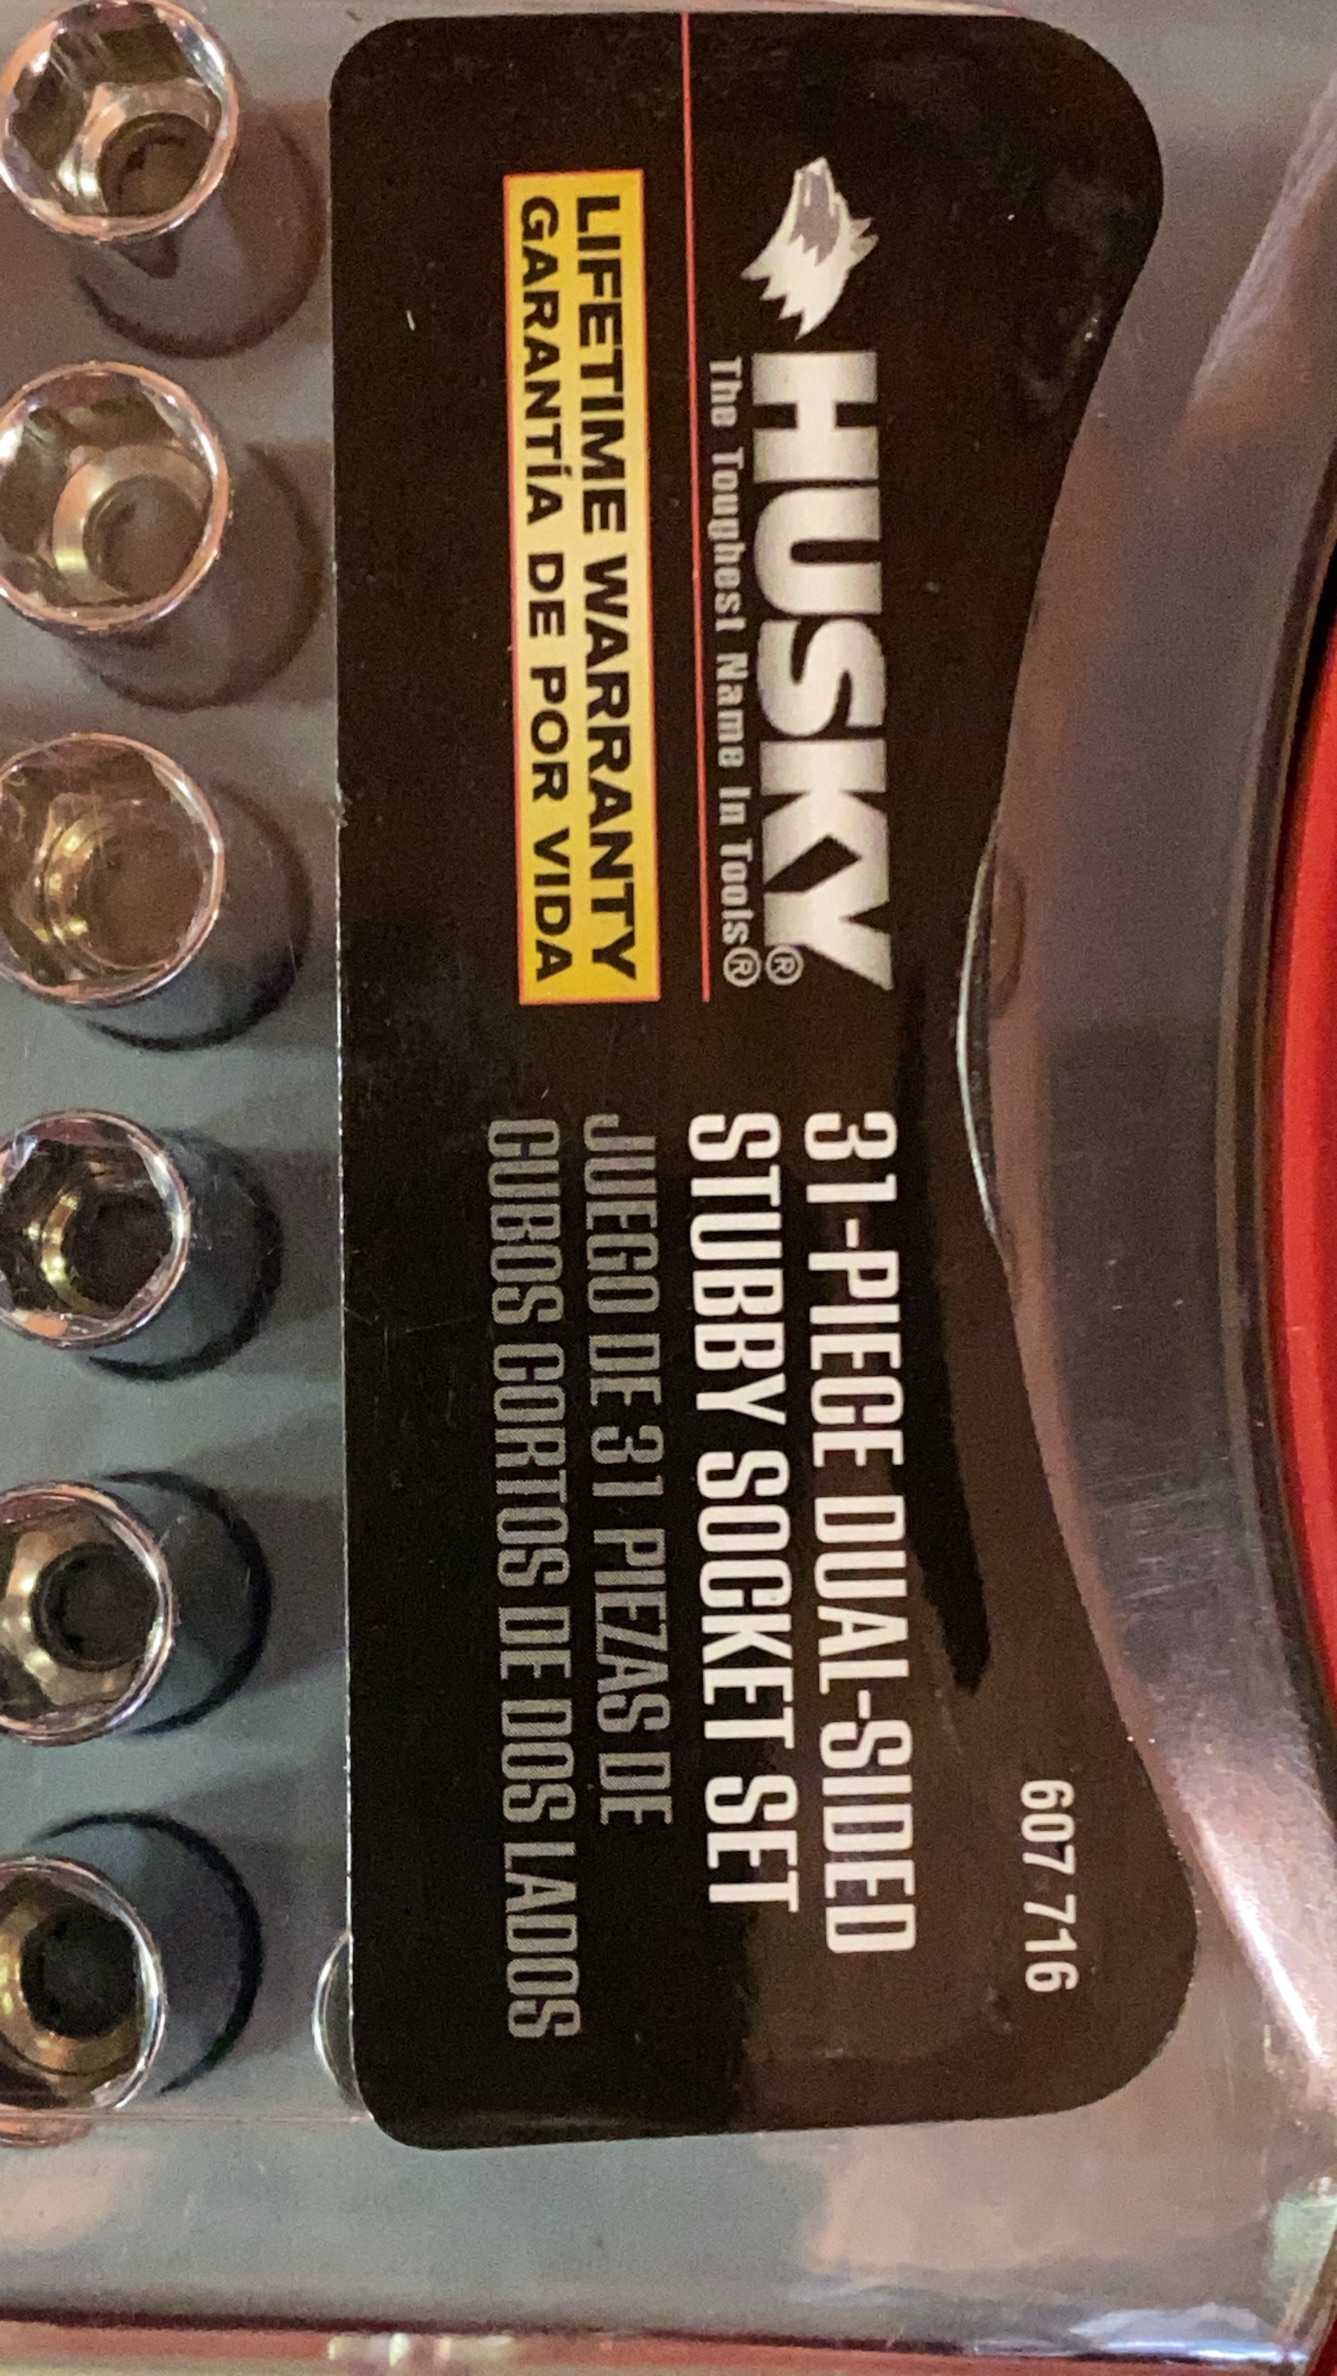 HUSKY®
The Toughest Name In Tools®
LIFETIME WARRANTY
GARANTÍA DE POR VIDA
607 716
31-PIECE DUAL-SIDED
STUBBY SOCKET SET
JUEGO DE 31 PIEZAS DE
CUBOS CORTOS DE DOS LADOS